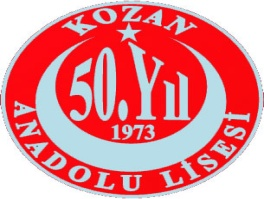 KOZAN
50.Yıl
1973
ANADOLU LİSESİ